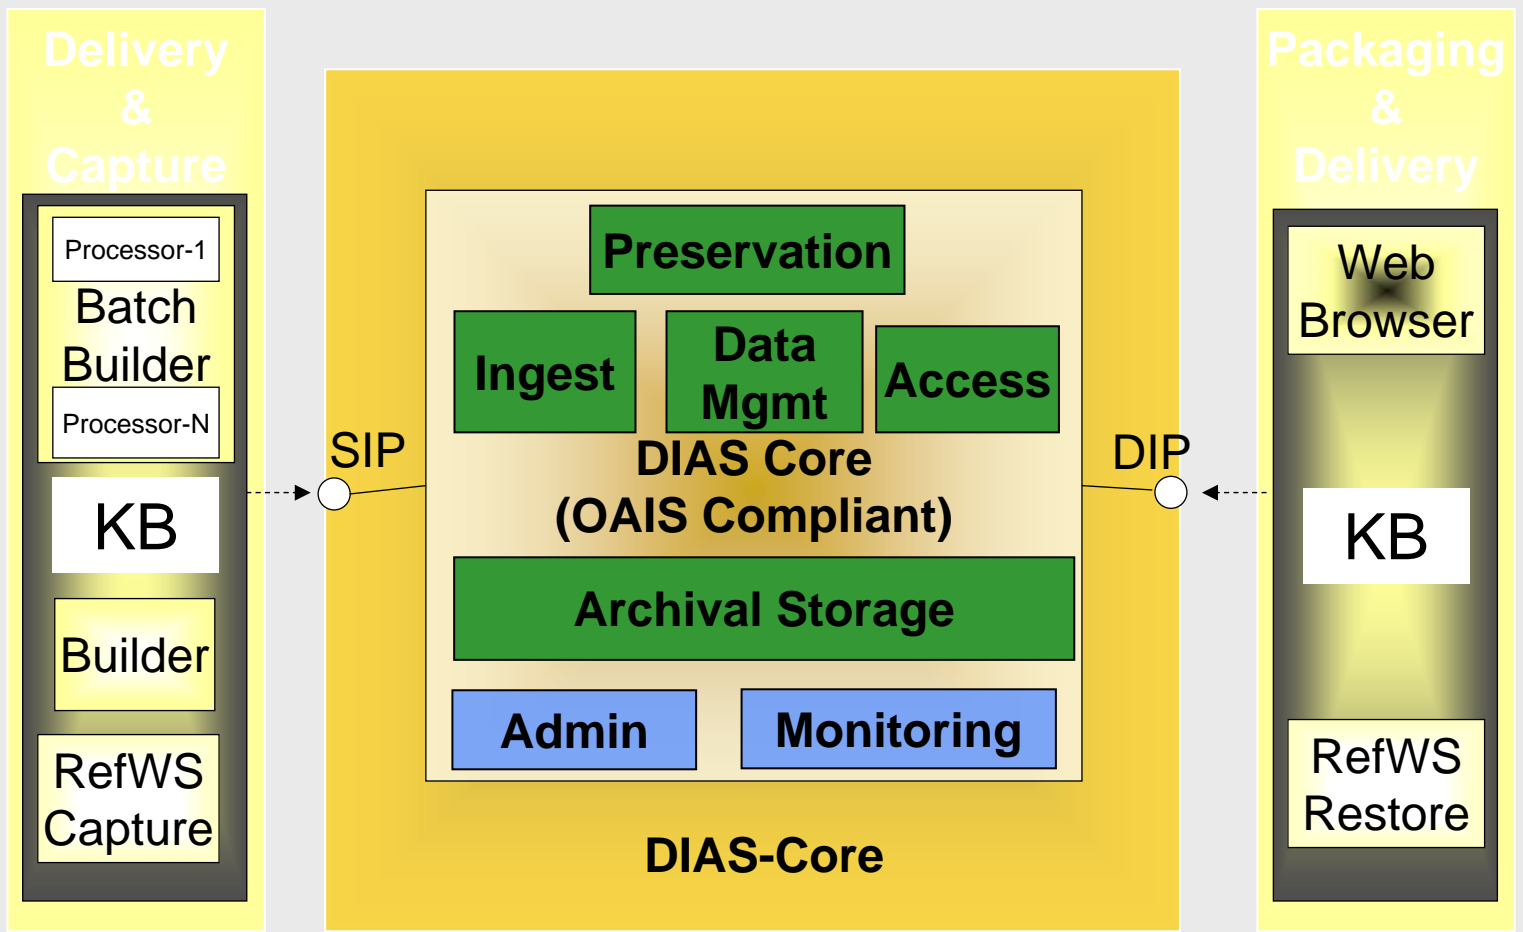 Delivery
&
Capture
Processor-1
Batch
Builder
Processor-N
KB
Builder
RefWS
Capture
SIP
Preservation
Ingest
Data
Mgmt
Access
DIAS Core
(OAIS Compliant)
Archival Storage
Admin
Monitoring
DIAS-Core
DIP
Packaging
&
Delivery
Web
Browser
KB
RefWS
Restore